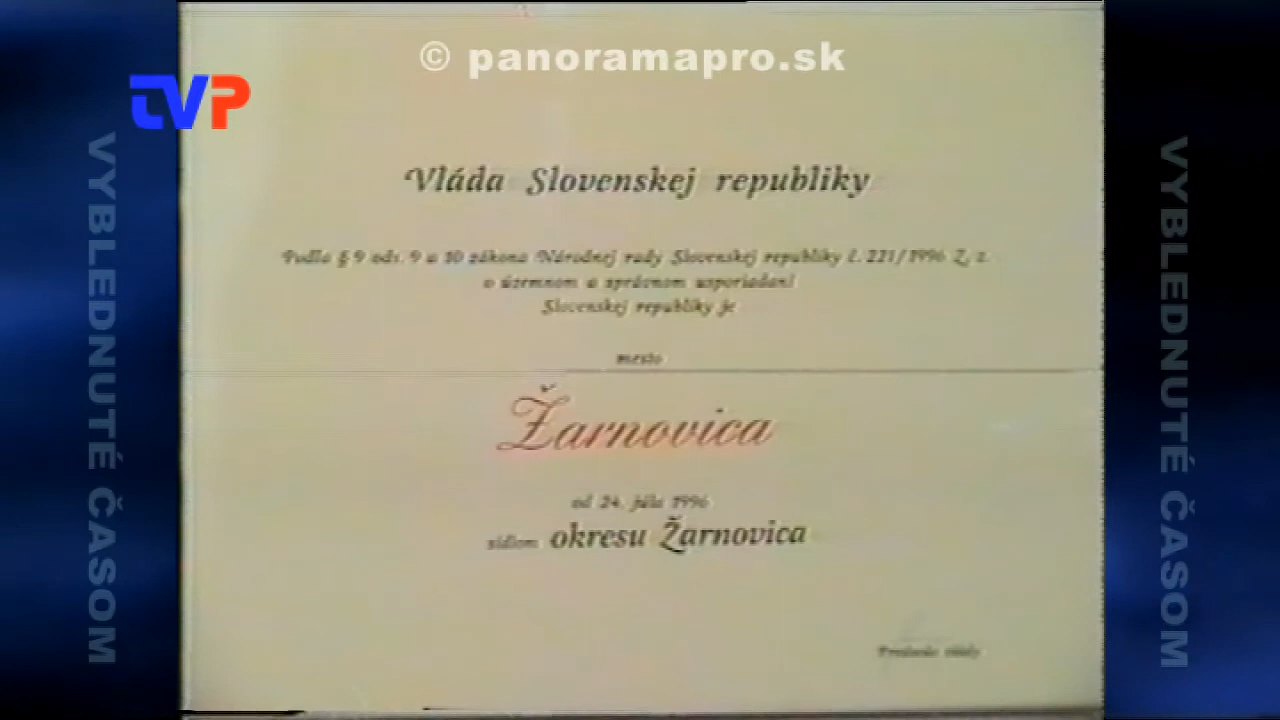 © panoramapro.sk
TVP
VYBLEDNUTÉ ČASOM
Vláda Slovenskej republiky
Podľa § 9 ods. 9 a 10 zákona Národnej rady Slovenskej republiky č. 221/1996 Z. z.
o územnom a správnom usporiadaní
Slovenskej republiky je
mesto
Žarnovica
od 24. júla 1996
sídlom okresu Žarnovica
Predseda vlády
VYBLEDNUTÉ ČASOM